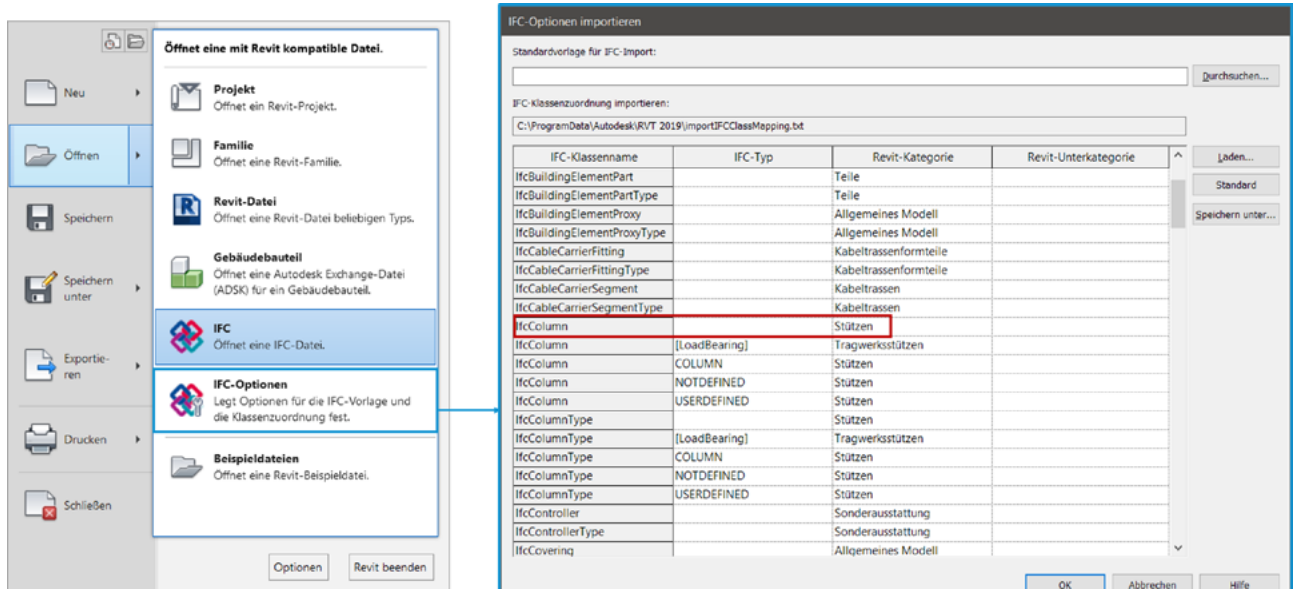 Öffnet eine mit Revit kompatible Datei.
Neu
Öffnen
Speichern
Speichern
unter
Exportie-
ren
Drucken
Schließen
Projekt
Öffnet ein Revit-Projekt.
Familie
Öffnet eine Revit-Familie.
R
Revit-Datei
Öffnet eine Revit-Datei beliebigen Typs.
Gebäudebauteil
Öffnet eine Autodesk Exchange-Datei
(ADSK) für ein Gebäudebauteil.
IFC
Öffnet eine IFC-Datei.
IFC-Optionen
Legt Optionen für die IFC-Vorlage und
die Klassenzuordnung fest.
Beispieldateien
Öffnet eine Revit-Beispieldatei.
Optionen
Revit beenden
IFC-Optionen importieren
Standardvorlage für IFC-Import:
Durchsuchen...
IFC-Klassenzuordnung importieren:
C:\ProgramData\Autodesk\RVT 2019\importIFCClassMapping.txt
IFC-Klassenname IFC-Typ Revit-Kategorie Revit-Unterkategorie
IfcBuildingElementPart Teile
IfcBuildingElementPartType Teile
IfcBuildingElementProxy Allgemeines Modell
IfcBuildingElementProxyType Allgemeines Modell
IfcCableCarrierFitting Kabeltrassenformteile
IfcCableCarrierFittingType Kabeltrassenformteile
IfcCableCarrierSegment Kabeltrassen
IfcCableCarrierSegmentType Kabeltrassen
IfcColumn Stützen
IfcColumn [LoadBearing] Tragwerksstützen
IfcColumn COLUMN Stützen
IfcColumn NOTDEFINED Stützen
IfcColumn USERDEFINED Stützen
IfcColumnType Stützen
IfcColumnType [LoadBearing] Tragwerksstützen
IfcColumnType COLUMN Stützen
IfcColumnType NOTDEFINED Stützen
IfcColumnType USERDEFINED Stützen
IfcController Sonderausstattung
IfcControllerType Sonderausstattung
IfcCovering Allgemeines Modell
Laden...
Standard
Speichern unter...
OK
Abbrechen
Hilfe